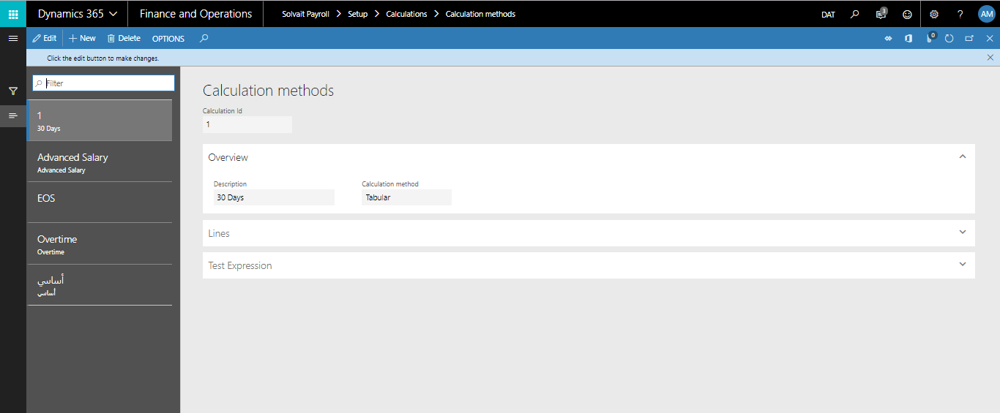 Dynamics 365 Finance and Operations Solvait Payroll Setup Calculations Calculation methods DAT 3 ? AM
Edit New Delete OPTIONS 0
Click the edit button to make changes.
Filter
1
30 Days
Advanced Salary
Advanced Salary
EOS
Overtime
Overtime
أساسي
أساسي
Calculation methods
Calculation Id
1
Overview
Description Calculation method
30 Days Tabular
Lines
Test Expression